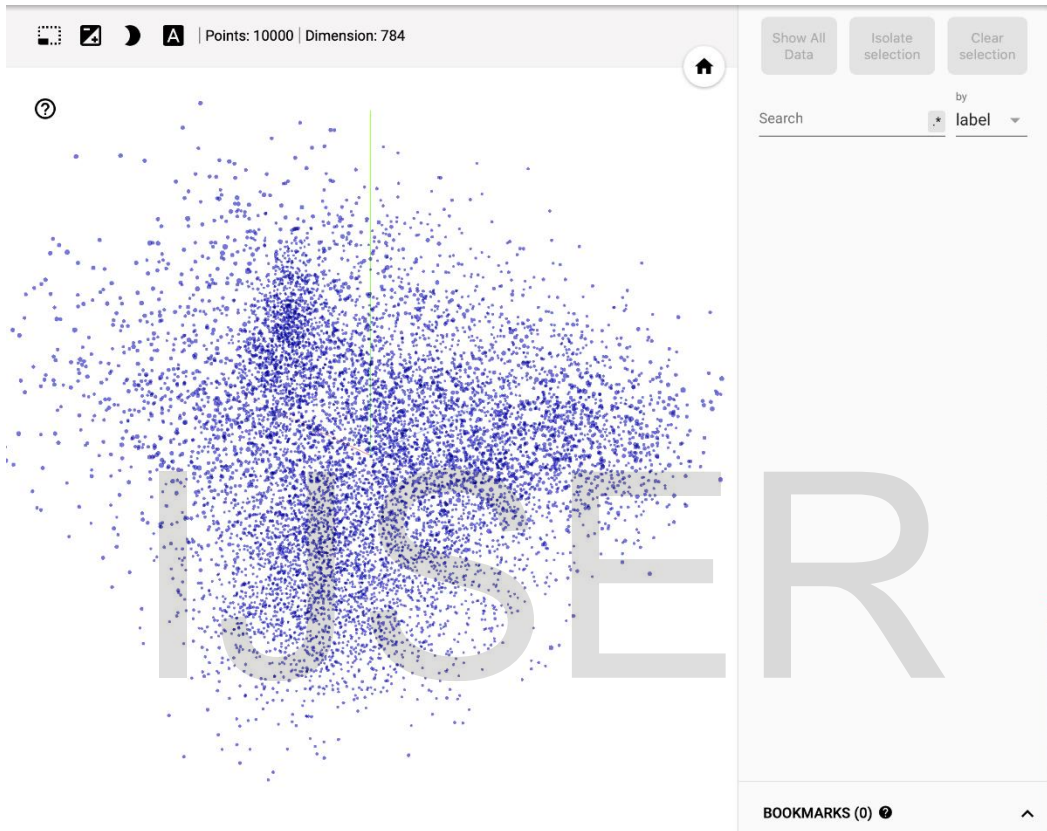 A | Points: 10000 | Dimension: 784
Show All
Data
Isolate
selection
Clear
selection
Search
.*
by
label
IJSER
BOOKMARKS (0)